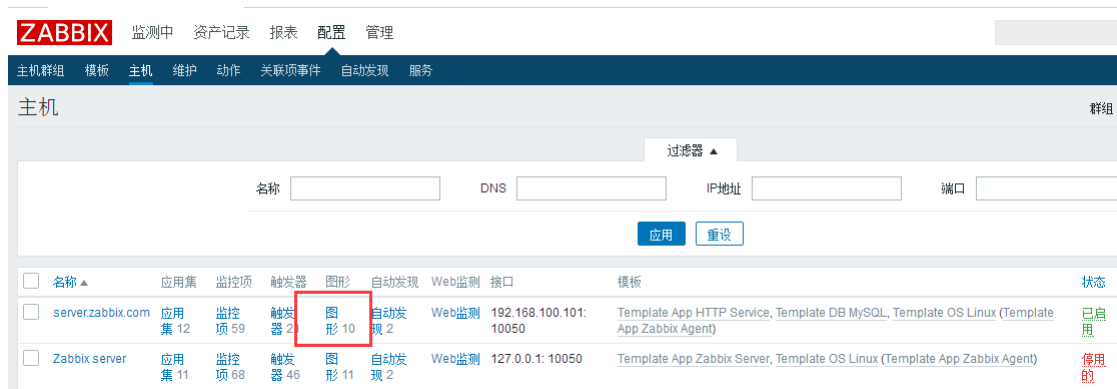 ZABBIX 监测中 资产记录 报表 配置 管理
主机群组 模板 主机 维护 动作 关联项事件 自动发现 服务
主机 群组
过滤器 ▲
名称 DNS IP地址 端口
应用 重设
名称 ▲ 应用集 监控项 触发器 图形 自动发现 Web监测 接口 模板 状态
server.zabbix.com 应用 监控 触发 图 自动发 Web监测 192.168.100.101: Template App HTTP Service, Template DB MySQL, Template OS Linux (Template 已启
集 12 项 59 器 形 10 现 2 10050 App Zabbix Agent) 用
Zabbix server 应用 监控 触发 图 自动发 Web监测 127.0.0.1: 10050 Template App Zabbix Server, Template OS Linux (Template App Zabbix Agent) 停用
集 11 项 68 器 46 形 11 现 2 的